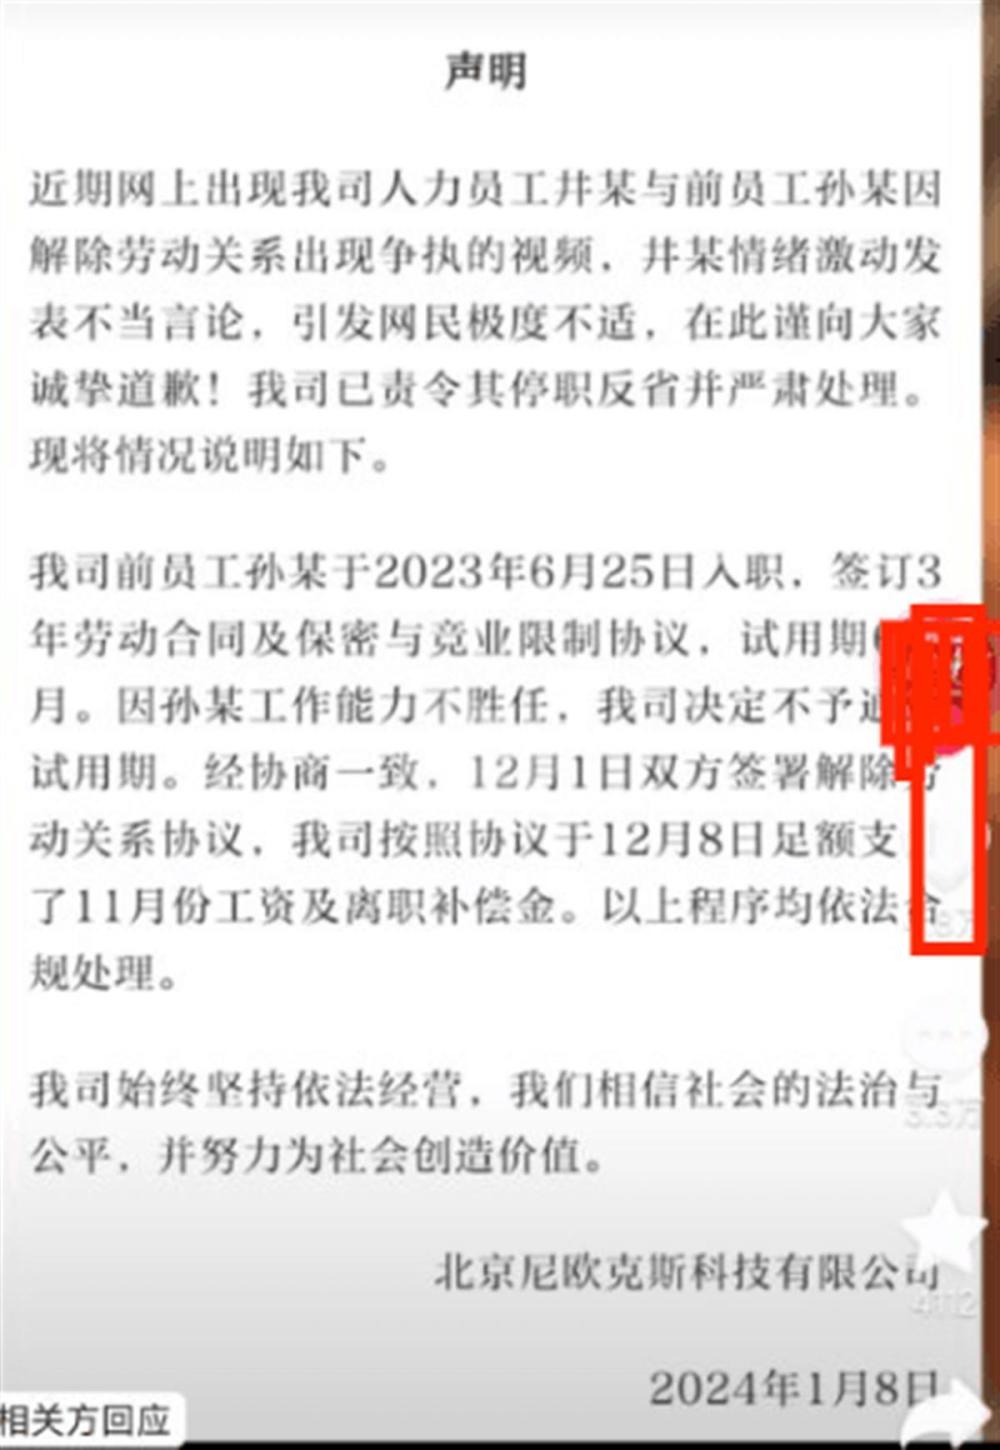 声明
近期网上出现我司人力员工井某与前员工孙某因
解除劳动关系出现争执的视频，井某情绪激动发
表不当言论，引发网民极度不适，在此谨向大家
诚挚道歉！我司已责令其停职反省并严肃处理。
现将情况说明如下。
我司前员工孙某于2023年6月25日入职，签订3
年劳动合同及保密与竞业限制协议，试用期
月。因孙某工作能力不胜任，我司决定不予通
试用期。经协商一致，12月1日双方签署解除劳
动关系协议，我司按照协议于12月8日足额支
了11月份工资及离职补偿金。以上程序均依法合
规处理。
我司始终坚持依法经营，我们相信社会的法治与
公平，并努力为社会创造价值。
3.3万
北京尼欧克斯科技有限公司
4112
2024年1月8日
相关方回应